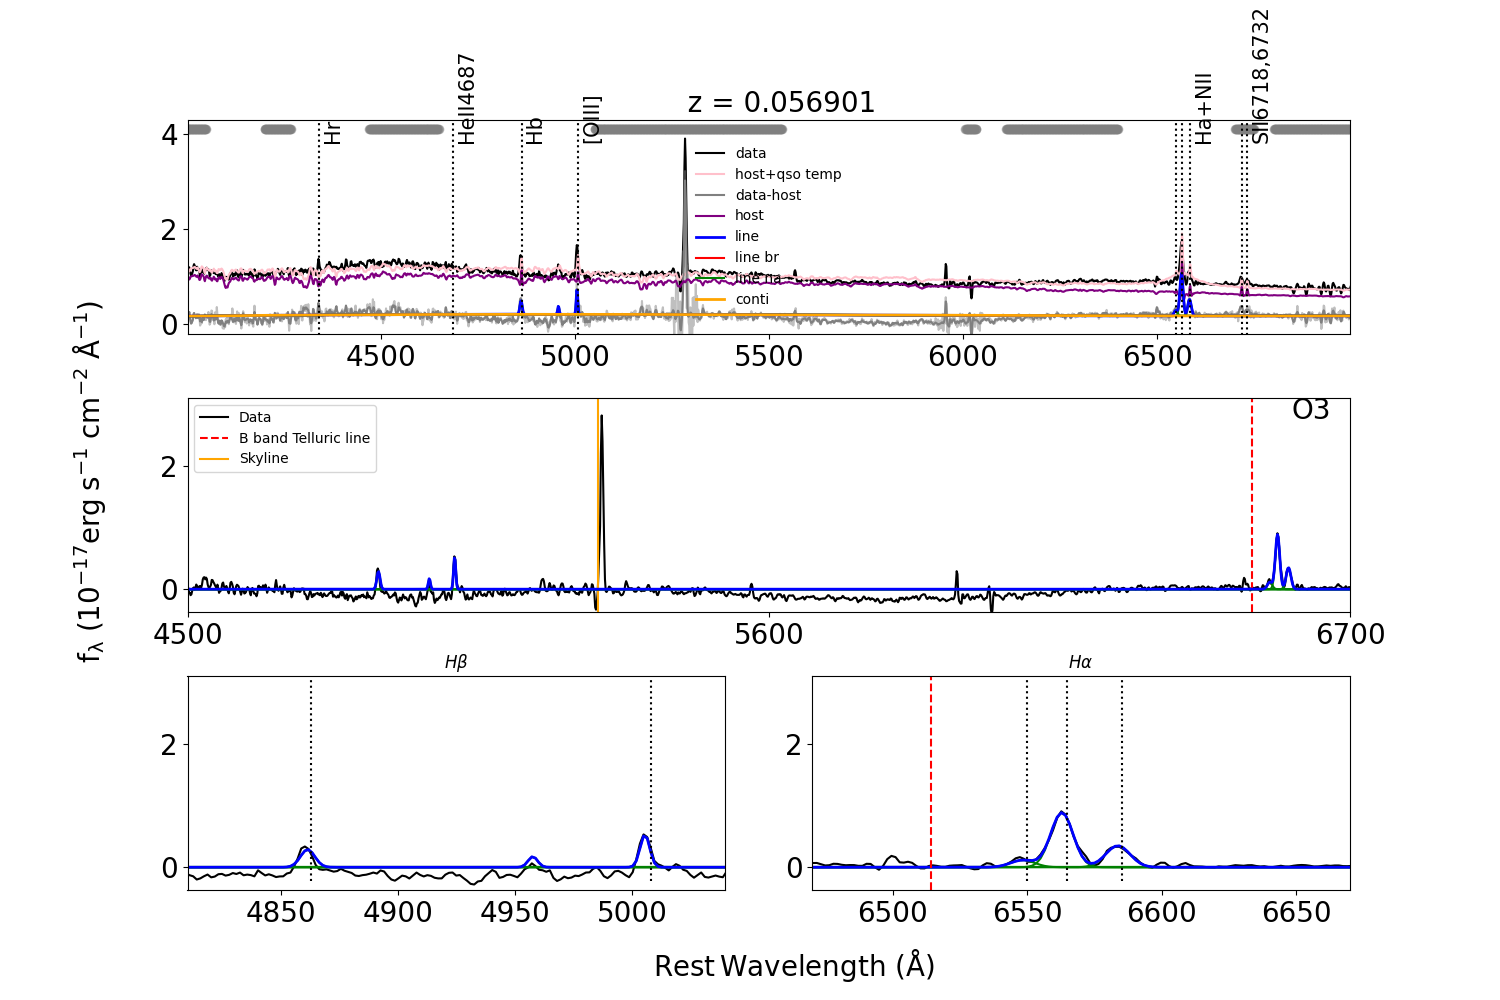 z = 0.056901
Hr
HeII4687
Hb
[OIII]
Ha+NII
SII6718,6732
4
2
0
data
host+qso temp
data-host
host
line
line br
line na
conti
4500
5000
5500
6000
6500
f_λ (10^{-17}erg s^{-1} cm^{-2} Å^{-1})
2
0
Data
B band Telluric line
Skyline
O3
4500
5600
6700
Hβ
2
0
4850
4900
4950
5000
Hα
2
0
6500
6550
6600
6650
Rest Wavelength (Å)